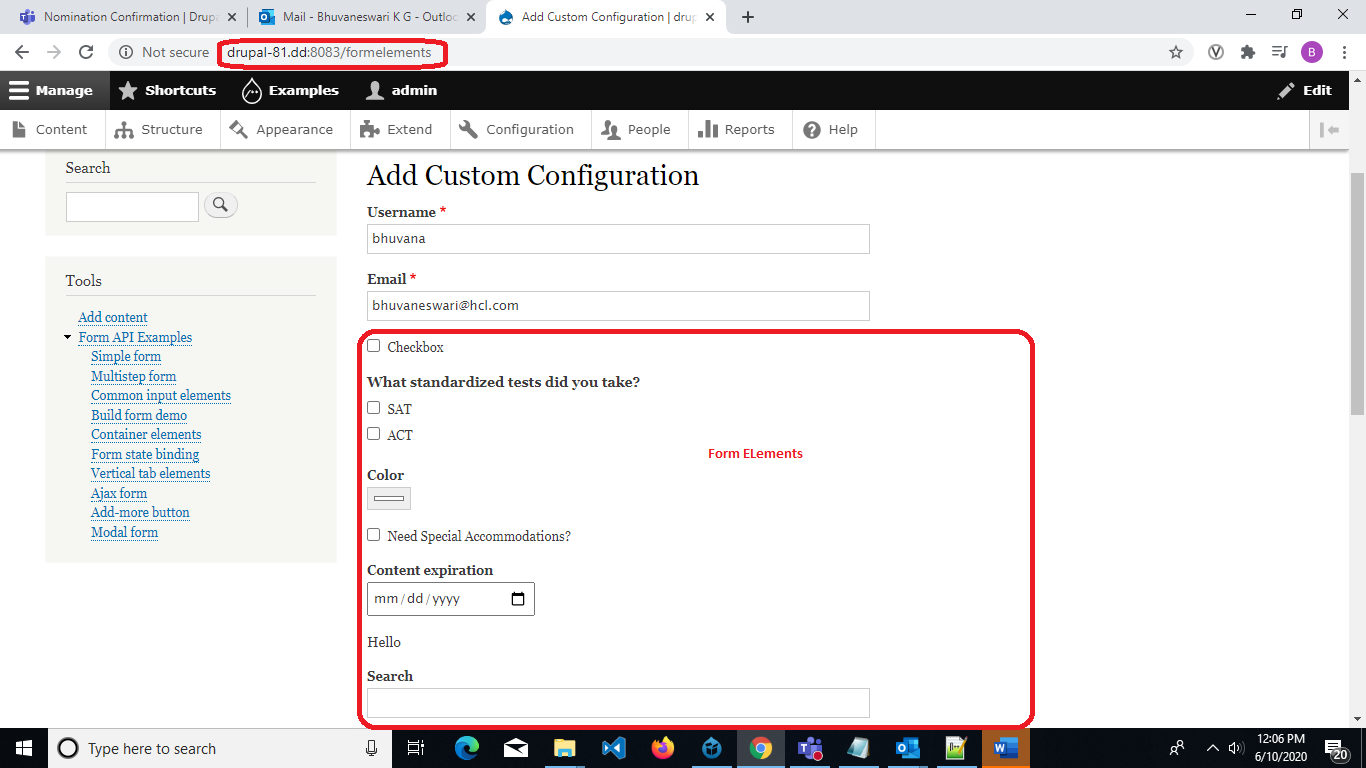 Nomination Confirmation | Drupa
Mail - Bhuvaneswari K G - Outloo
Add Custom Configuration | drup
Not secure
drupal-81.dd:8083/formelements
B
Manage
Shortcuts
Examples
admin
Edit
Content
Structure
Appearance
Extend
Configuration
People
Reports
Help
Search
Tools
Add content
Form API Examples
Simple form
Multistep form
Common input elements
Build form demo
Container elements
Form state binding
Vertical tab elements
Ajax form
Add-more button
Modal form
Add Custom Configuration
Username *
bhuvana
Email *
bhuvaneswari@hcl.com
Checkbox
What standardized tests did you take?
SAT
ACT
Form ELements
Color
Need Special Accommodations?
Content expiration
mm/dd/yyyy
Hello
Search
Type here to search
12:06 PM
6/10/2020
20